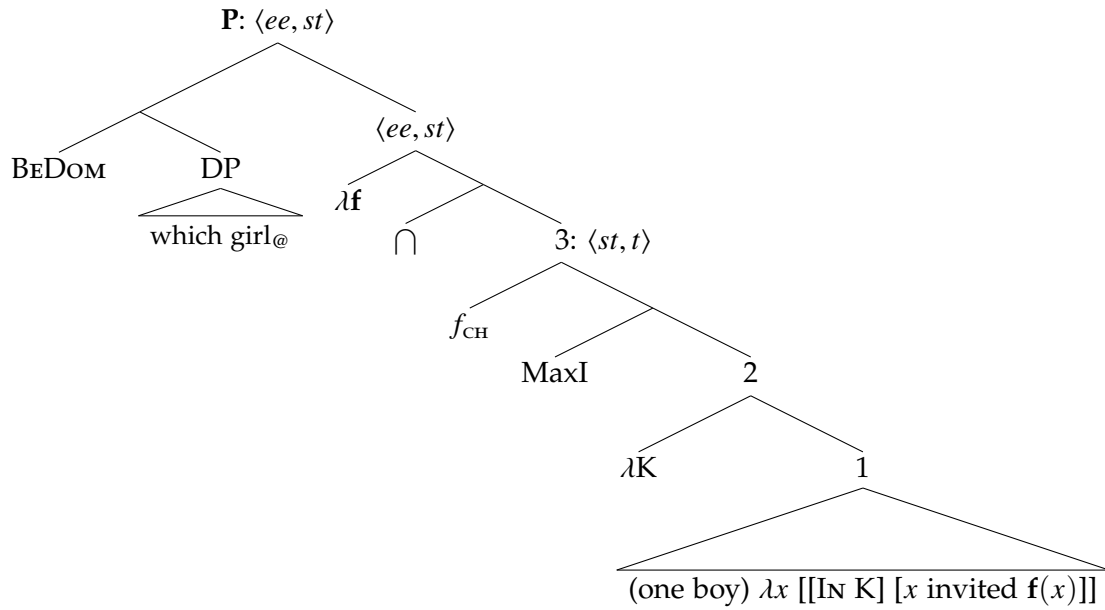 P: ⟨ee, st⟩
⟨ee, st⟩
BEDOM DP
λf
which girl@
⋂ 3: ⟨st, t⟩
fCH
MaxI 2
λK 1
(one boy) λx [[IN K] [x invited f(x)]]